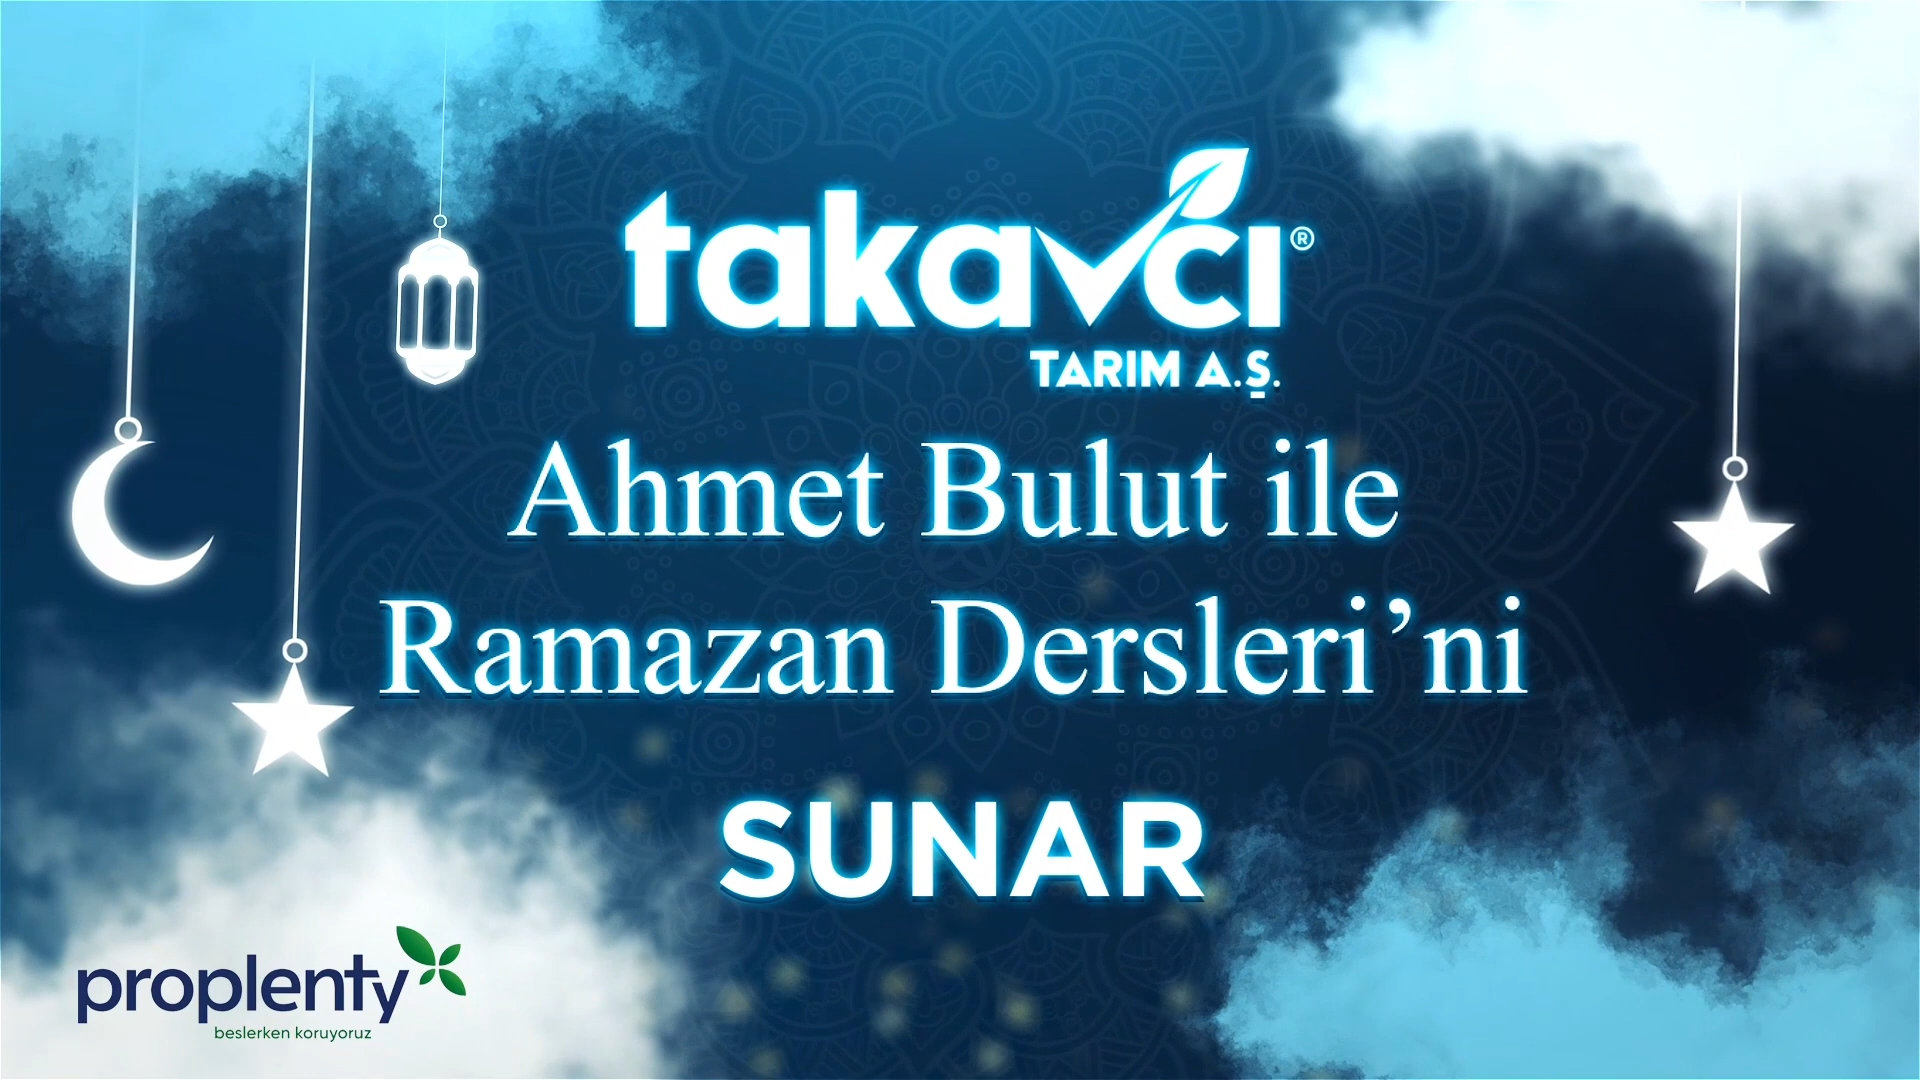 takavcı®
TARIM A.Ş.
Ahmet Bulut ile
Ramazan Dersleri’ni
SUNAR
proplenty
beslerken koruyoruz